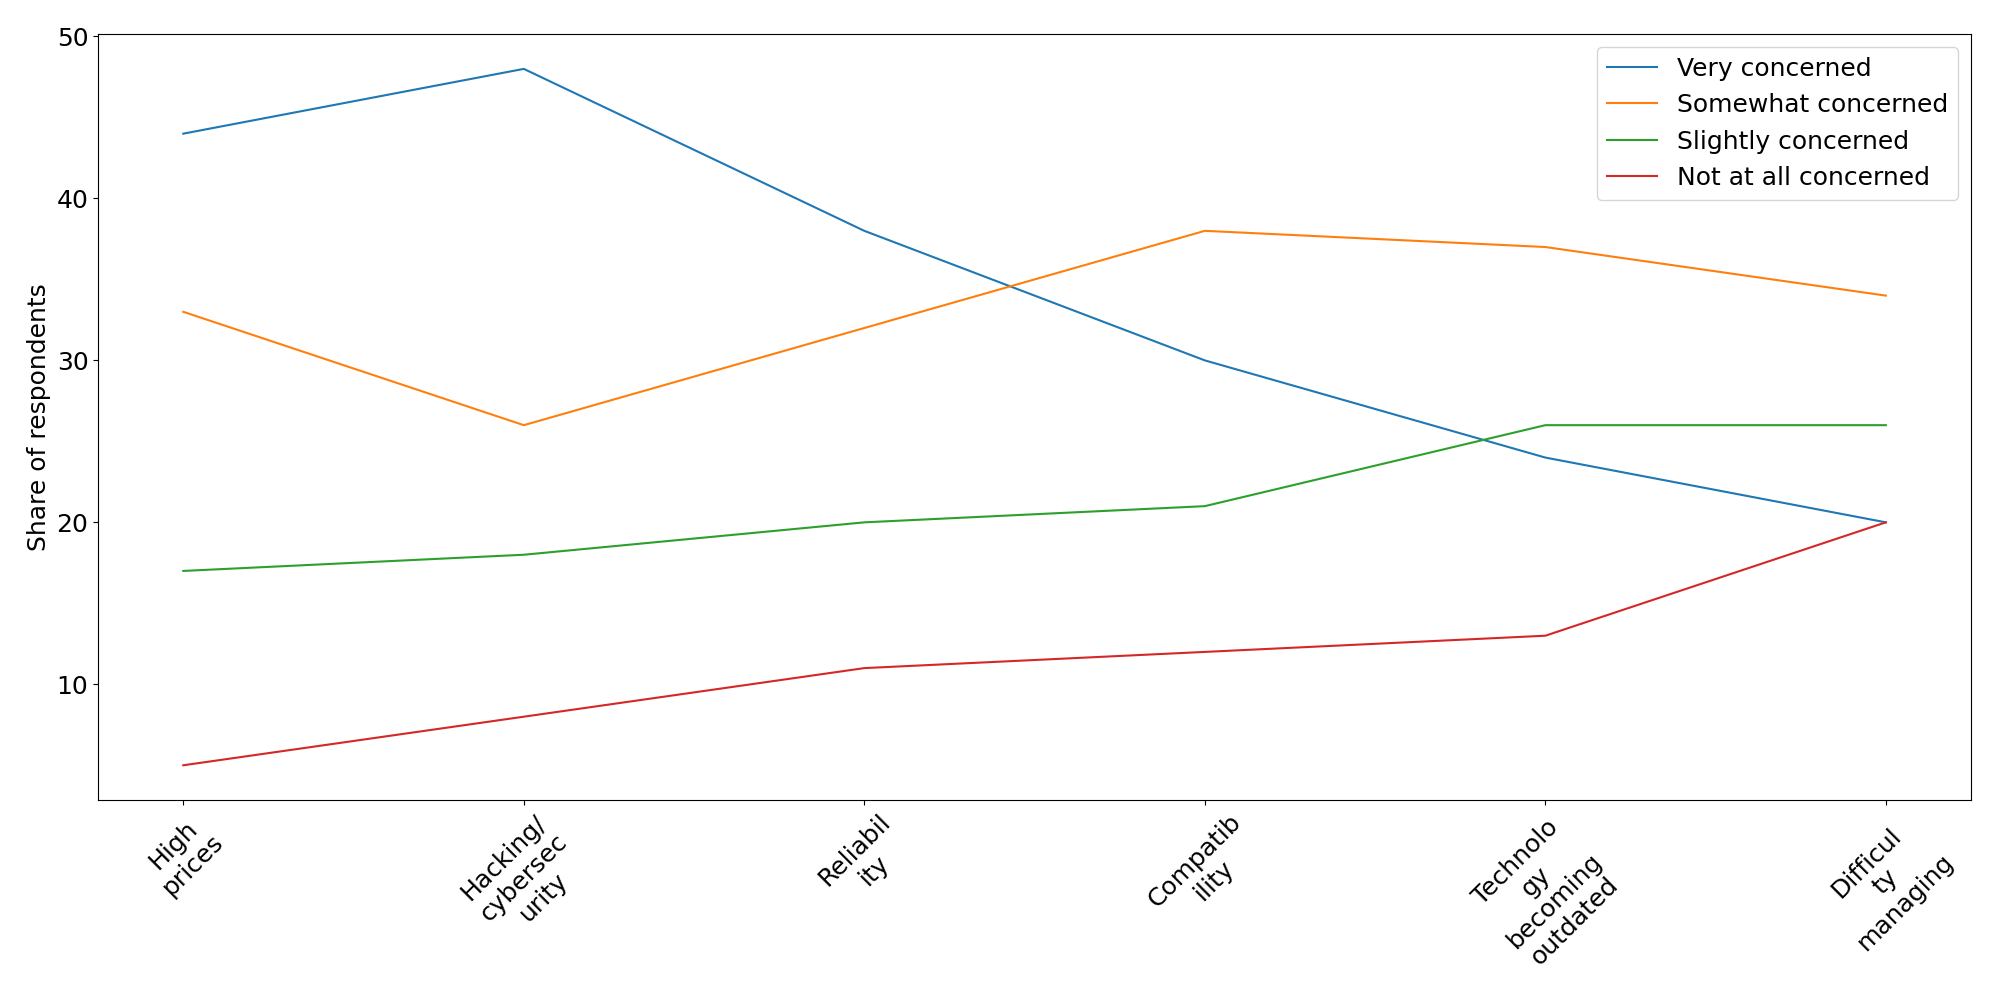 50
40
30
20
10
Share of respondents
Very concerned
Somewhat concerned
Slightly concerned
Not at all concerned
High
prices
Hacking/
cybersec
urity
Reliabil
ity
Compatib
ility
Technolo
gy
becoming
outdated
Difficul
ty
managing